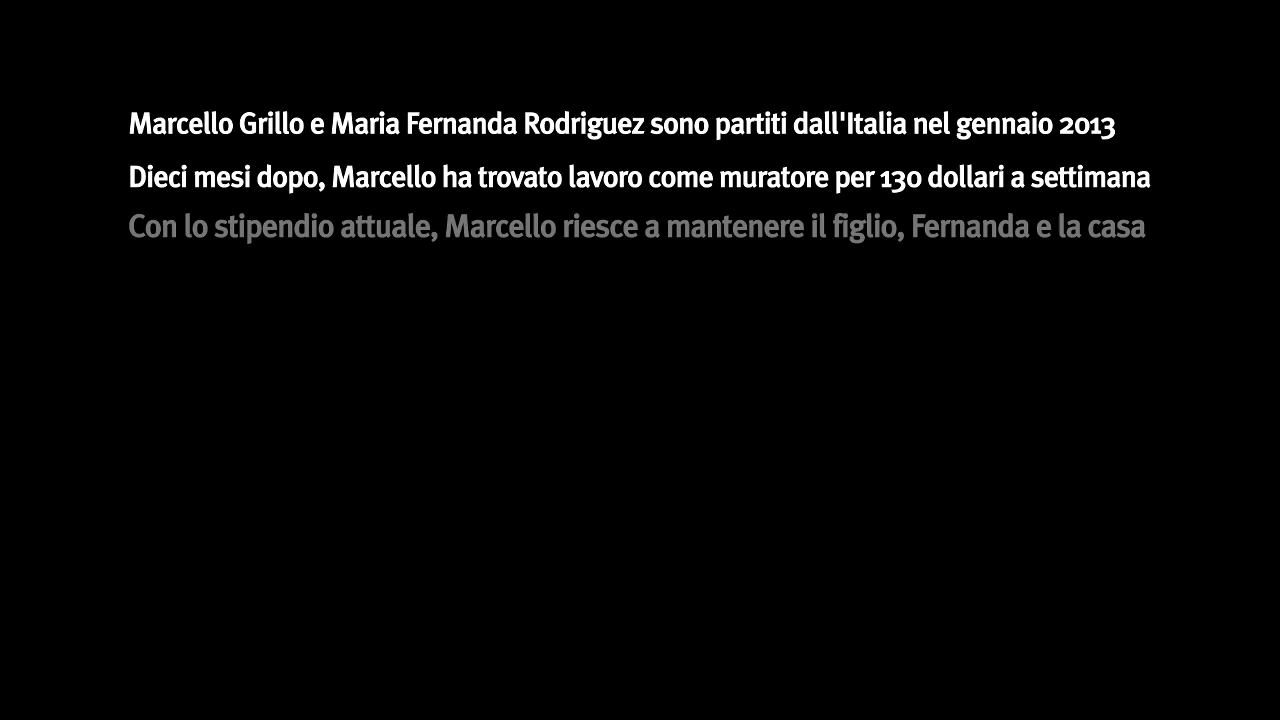 Marcello Grillo e Maria Fernanda Rodriguez sono partiti dall'Italia nel gennaio 2013
Dieci mesi dopo, Marcello ha trovato lavoro come muratore per 130 dollari a settimana
Con lo stipendio attuale, Marcello riesce a mantenere il figlio, Fernanda e la casa